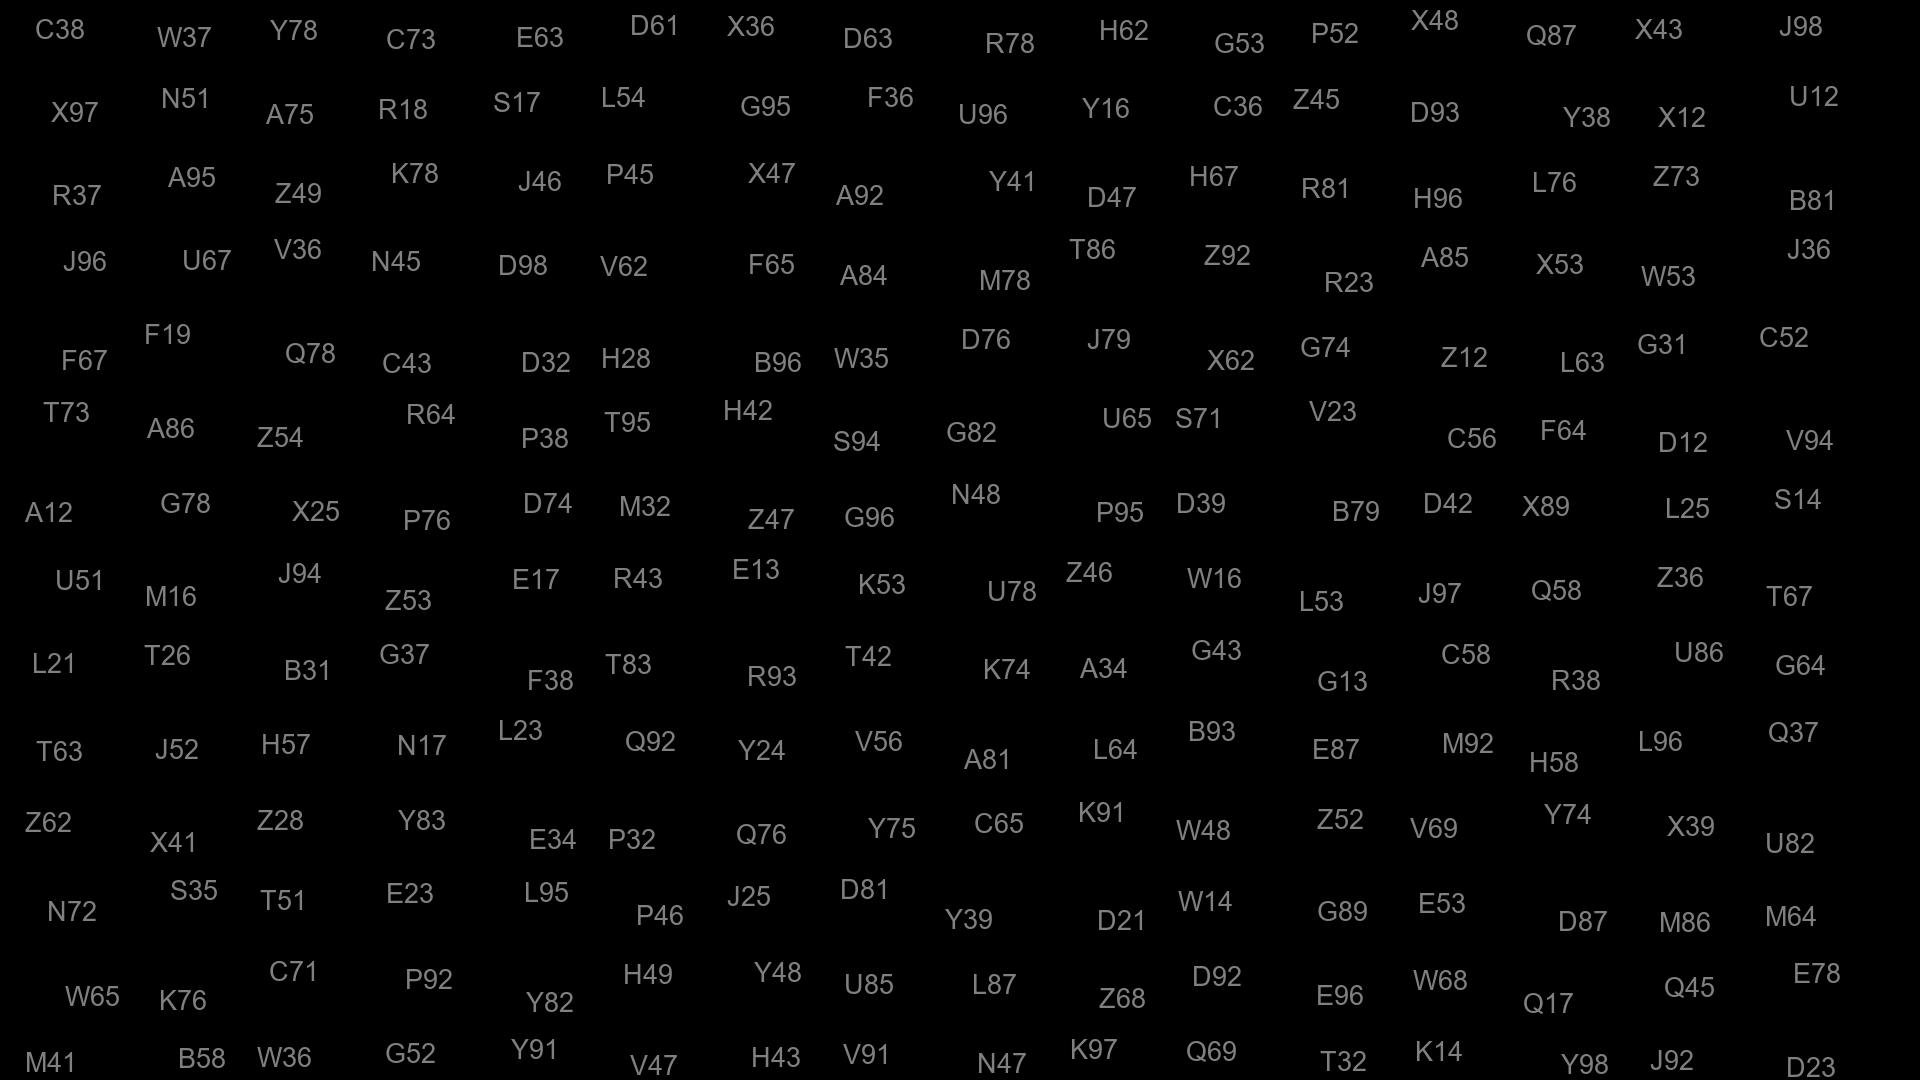 C38 W37 Y78 C73 E63 D61 X36 D63 R78 H62 G53 P52 X48 Q87 X43 J98
X97 N51 A75 R18 S17 L54 G95 F36 U96 Y16 C36 Z45 D93 Y38 X12 U12
R37 A95 Z49 K78 J46 P45 X47 A92 Y41 D47 H67 R81 H96 L76 Z73 B81
J96 U67 V36 N45 D98 V62 F65 A84 M78 T86 Z92 R23 A85 X53 W53 J36
F67 F19 Q78 C43 D32 H28 B96 W35 D76 J79 X62 G74 Z12 L63 G31 C52
T73 A86 Z54 R64 P38 T95 H42 S94 G82 U65 S71 V23 C56 F64 D12 V94
A12 G78 X25 P76 D74 M32 Z47 G96 N48 P95 D39 B79 D42 X89 L25 S14
U51 M16 J94 Z53 E17 R43 E13 K53 U78 Z46 W16 L53 J97 Q58 Z36 T67
L21 T26 B31 G37 F38 T83 R93 T42 K74 A34 G43 G13 C58 R38 U86 G64
T63 J52 H57 N17 L23 Q92 Y24 V56 A81 L64 B93 E87 M92 H58 L96 Q37
Z62 X41 Z28 Y83 E34 P32 Q76 Y75 C65 K91 W48 Z52 V69 Y74 X39 U82
N72 S35 T51 E23 L95 P46 J25 D81 Y39 D21 W14 G89 E53 D87 M86 M64
W65 K76 C71 P92 Y82 H49 Y48 U85 L87 Z68 D92 E96 W68 Q17 Q45 E78
M41 B58 W36 G52 Y91 V47 H43 V91 N47 K97 Q69 T32 K14 Y98 J92 D23